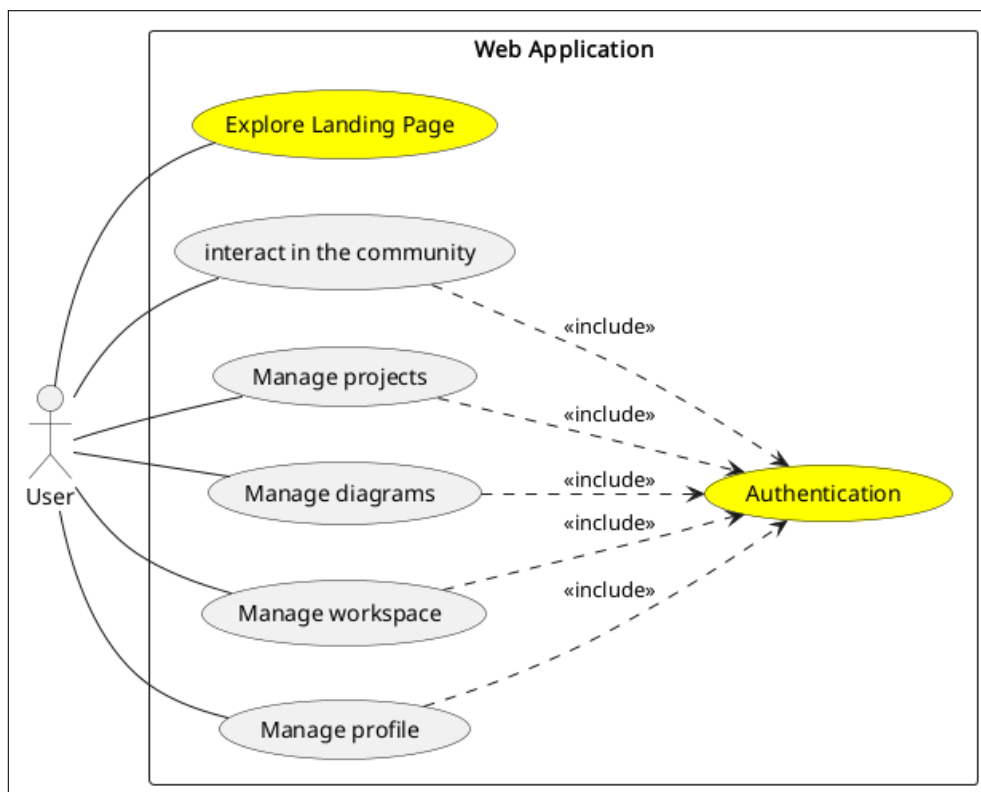 Web Application
Explore Landing Page
interact in the community
«include»
Manage projects
«include»
Manage diagrams
«include»
Authentication
User
«include»
Manage workspace
«include»
Manage profile